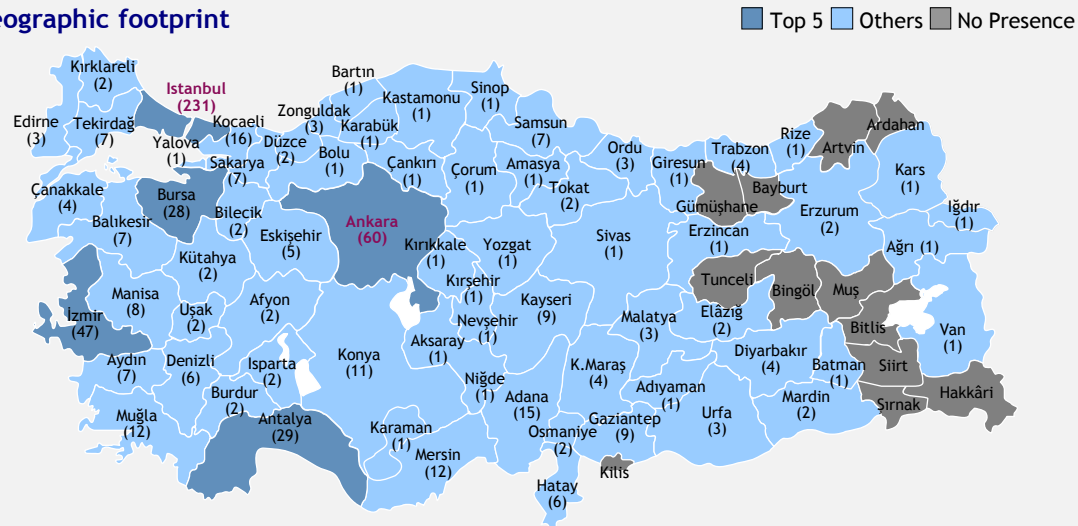 eographic footprint
Top 5
Others
No Presence
Kırklareli
(2)
Istanbul
(231)
Edirne
(3)
Tekirdağ
(7)
Kocaeli
(16)
Yalova
(1)
Sakarya
(7)
Düzce
(2)
Zonguldak
(3)
Bartın
(1)
Karabük
(1)
Kastamonu
(1)
Sinop
(1)
Samsun
(7)
Bolu
(1)
Çankırı
(1)
Çorum
(1)
Amasya
(1)
Tokat
(2)
Ordu
(3)
Giresun
(1)
Trabzon
(4)
Rize
(1)
Artvin
Ardahan
Kars
(1)
Iğdır
(1)
Ağrı (1)
Gümüşhane
Bayburt
Erzurum
(2)
Erzincan
(1)
Çanakkale
(4)
Balıkesir
(7)
Bursa
(28)
Bilecik
(2)
Eskişehir
(5)
Ankara
(60)
Kırıkkale
(1)
Yozgat
(1)
Sivas
(1)
Kırşehir
(1)
Kütahya
(2)
Manisa
(8)
Uşak
(2)
Afyon
(2)
İzmir
(47)
Aydın
(7)
Denizli
(6)
Isparta
(2)
Burdur
(2)
Muğla
(12)
Antalya
(29)
Konya
(11)
Aksaray
(1)
Nevşehir
(1)
Kayseri
(9)
Niğde
(1)
Karaman
(1)
Mersin
(12)
Adana
(15)
Osmaniye
(2)
Hatay
(6)
K.Maraş
(4)
Gaziantep
(9)
Kilis
Malatya
(3)
Adıyaman
(1)
Urfa
(3)
Elâzığ
(2)
Tunceli
Bingöl
Muş
Bitlis
Van
(1)
Diyarbakır
(4)
Batman
(1)
Mardin
(2)
Siirt
Şırnak
Hakkâri